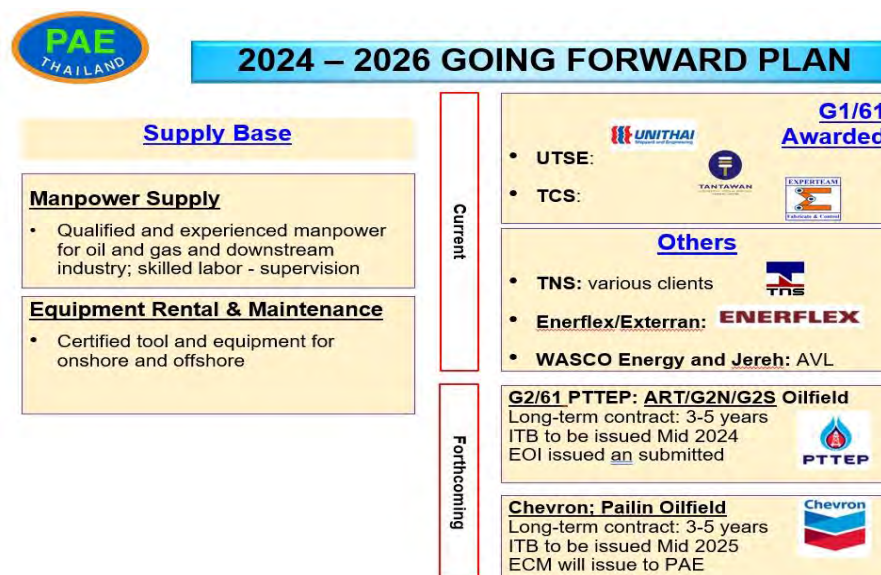 PAE
THAILAND
2024 – 2026 GOING FORWARD PLAN
Supply Base
Manpower Supply
• Qualified and experienced manpower
for oil and gas and downstream
industry; skilled labor - supervision
Equipment Rental & Maintenance
• Certified tool and equipment for
onshore and offshore
Current
G1/61
Awarded
UNITHAI
• UTSE:
TANTAWAN
• TCS:
EXPERTEAM
Fabricate & Control
Others
• TNS: various clients
TNS
• Enerflex/Exterran:
ENERFLEX
• WASCO Energy and Jereh: AVL
Forthcoming
G2/61 PTTEP: ART/G2N/G2S Oilfield
Long-term contract: 3-5 years
ITB to be issued Mid 2024
EOI issued an submitted
PTTEP
Chevron; Pailin Oilfield
Long-term contract: 3-5 years
ITB to be issued Mid 2025
ECM will issue to PAE
Chevron